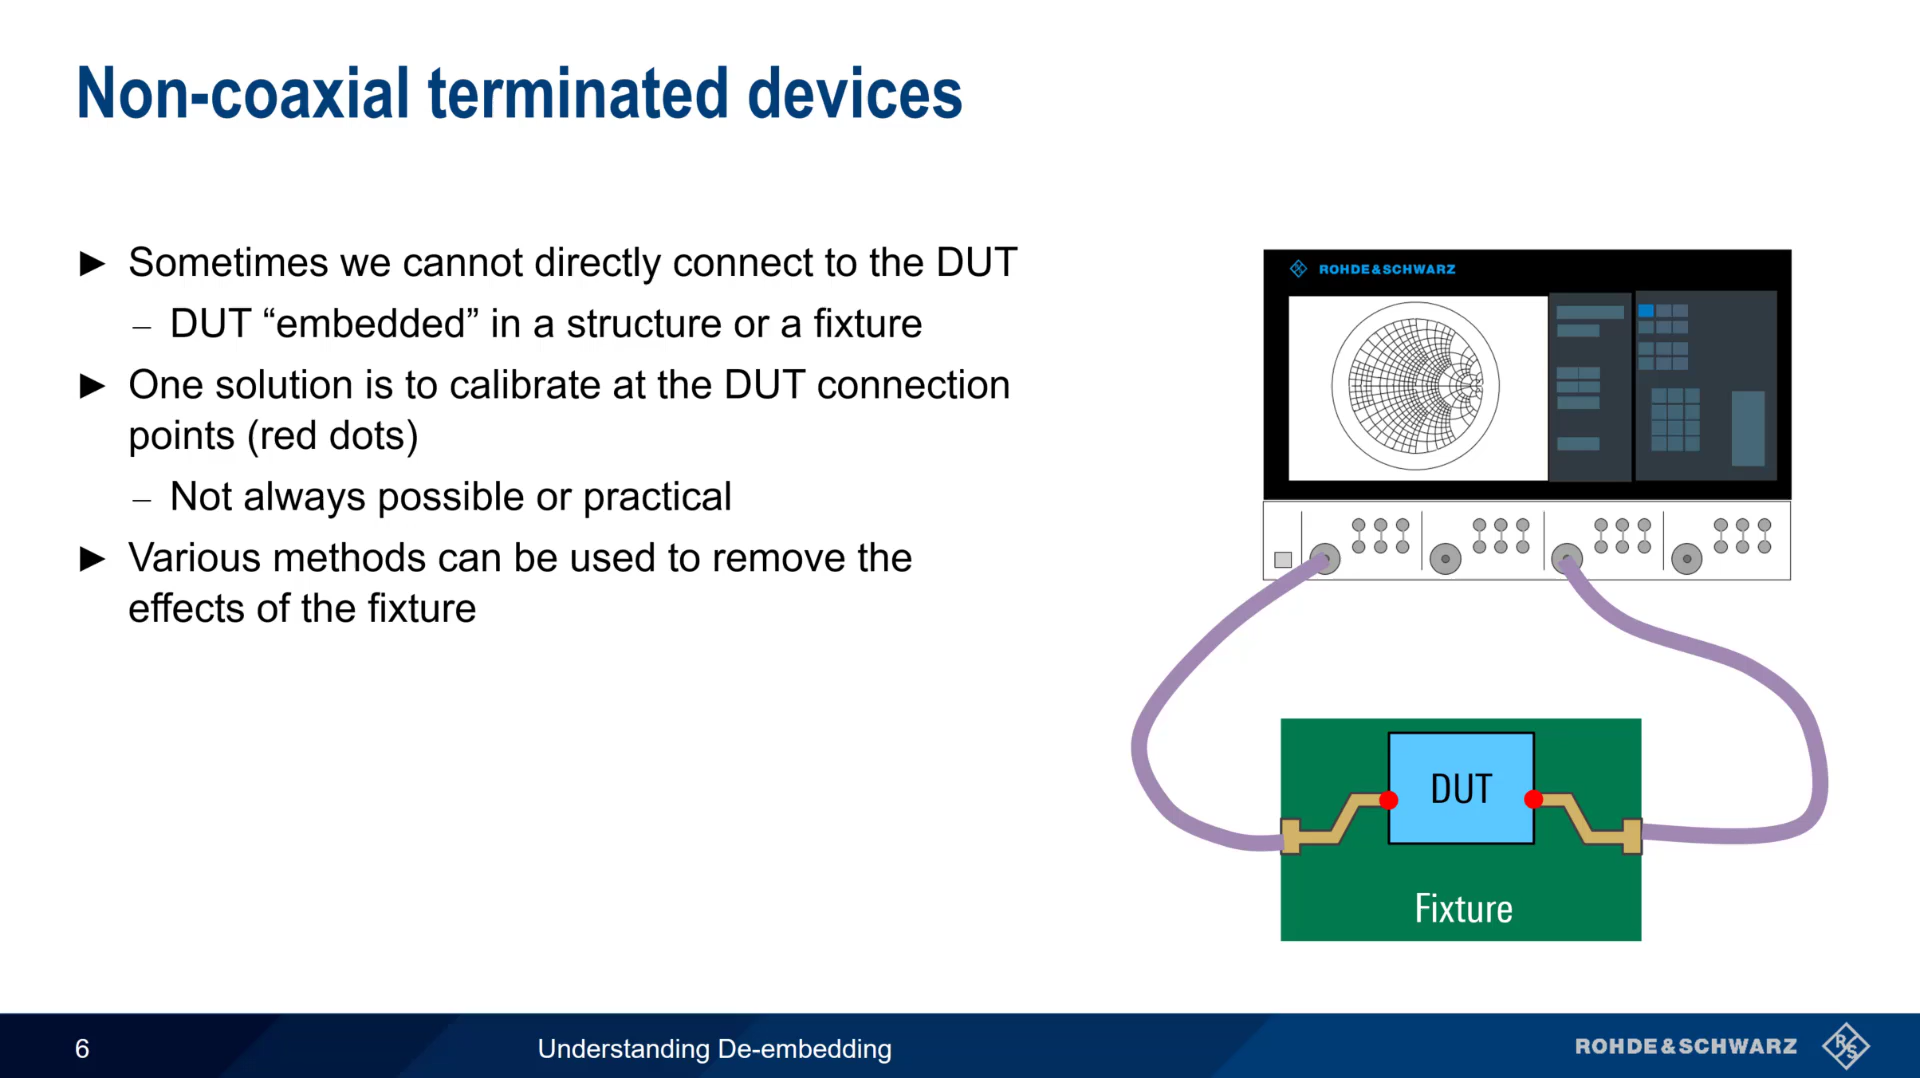 Non-coaxial terminated devices
► Sometimes we cannot directly connect to the DUT
– DUT “embedded” in a structure or a fixture
► One solution is to calibrate at the DUT connection
points (red dots)
– Not always possible or practical
► Various methods can be used to remove the
effects of the fixture
ROHDE&SCHWARZ
DUT
Fixture
6
Understanding De-embedding
ROHDE&SCHWARZ
R&S